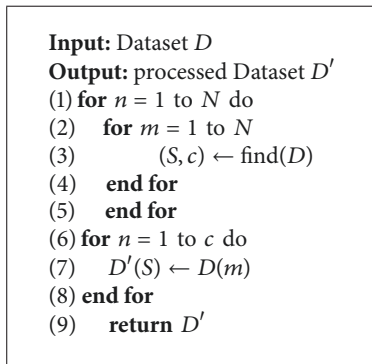 Input: Dataset D
Output: processed Dataset D′
(1) for n = 1 to N do
(2) for m = 1 to N
(3) (S, c) ← find(D)
(4) end for
(5) end for
(6) for n = 1 to c do
(7) D′(S) ← D(m)
(8) end for
(9) return D′